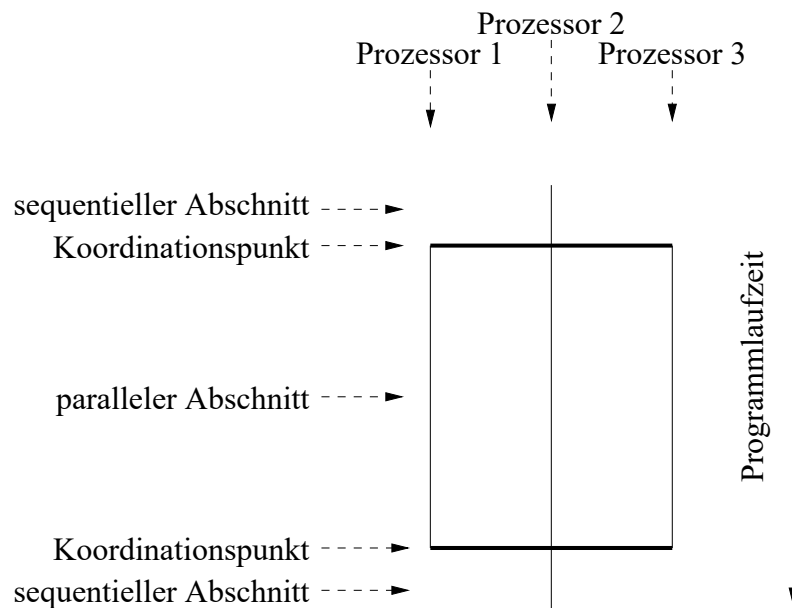 Prozessor 2
Prozessor 1
Prozessor 3
sequentieller Abschnitt
Koordinationspunkt
paralleler Abschnitt
Programmlaufzeit
Koordinationspunkt
sequentieller Abschnitt